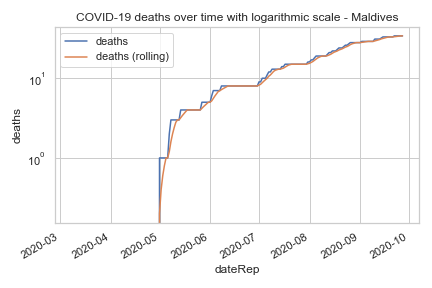 COVID-19 deaths over time with logarithmic scale - Maldives
deaths
deaths (rolling)
10¹
10⁰
deaths
2020-03
2020-04
2020-05
2020-06
2020-07
2020-08
2020-09
2020-10
dateRep